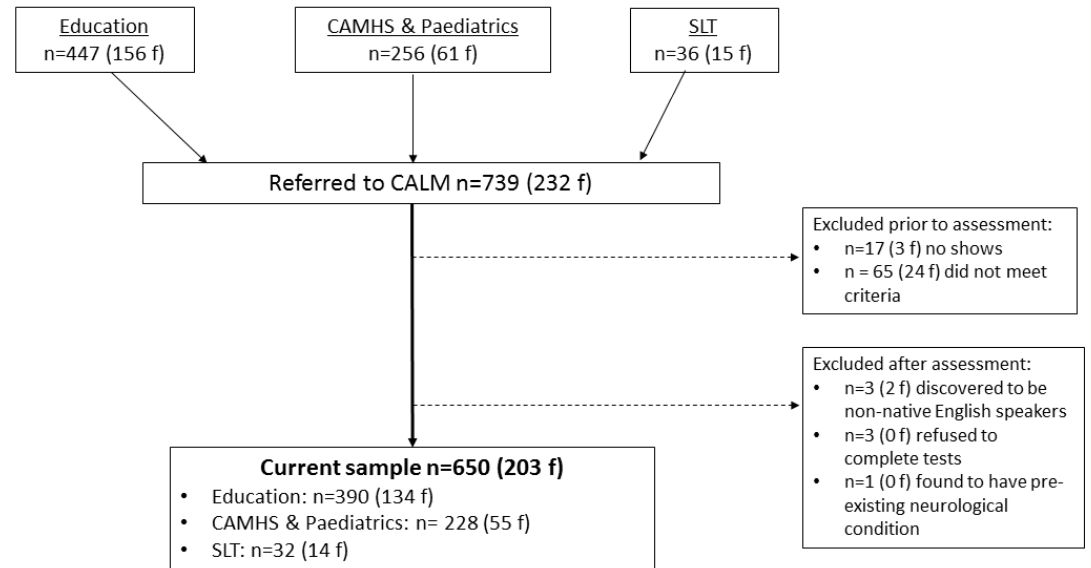 Education
n=447 (156 f)
CAMHS & Paediatrics
n=256 (61 f)
SLT
n=36 (15 f)
Referred to CALM n=739 (232 f)
Excluded prior to assessment:
• n=17 (3 f) no shows
• n = 65 (24 f) did not meet
criteria
Excluded after assessment:
• n=3 (2 f) discovered to be
non-native English speakers
• n=3 (0 f) refused to
complete tests
• n=1 (0 f) found to have pre-
existing neurological
condition
Current sample n=650 (203 f)
• Education: n=390 (134 f)
• CAMHS & Paediatrics: n= 228 (55 f)
• SLT: n=32 (14 f)